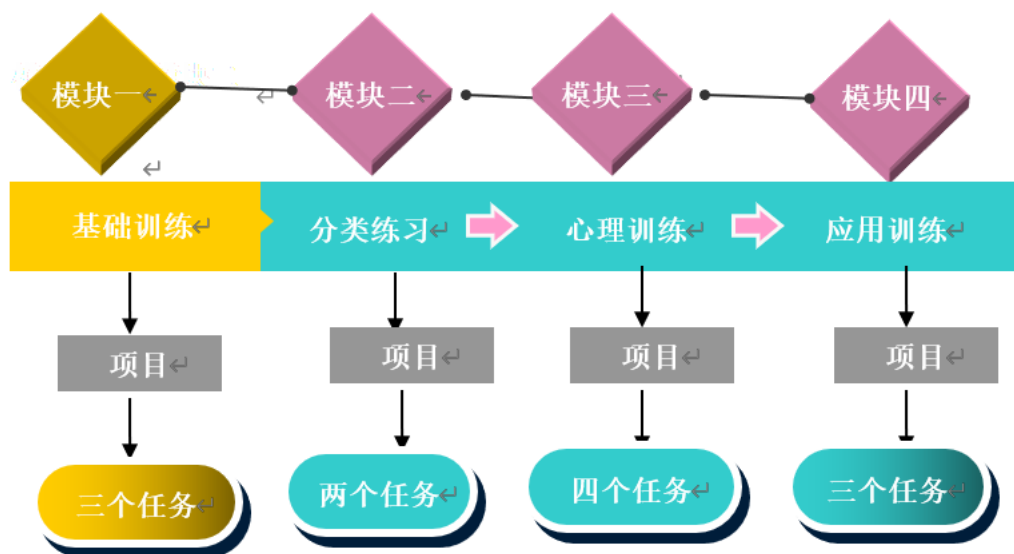 模块一
模块二
模块三
模块四
基础训练
分类练习
心理训练
应用训练
项目
项目
项目
项目
三个任务
两个任务
四个任务
三个任务